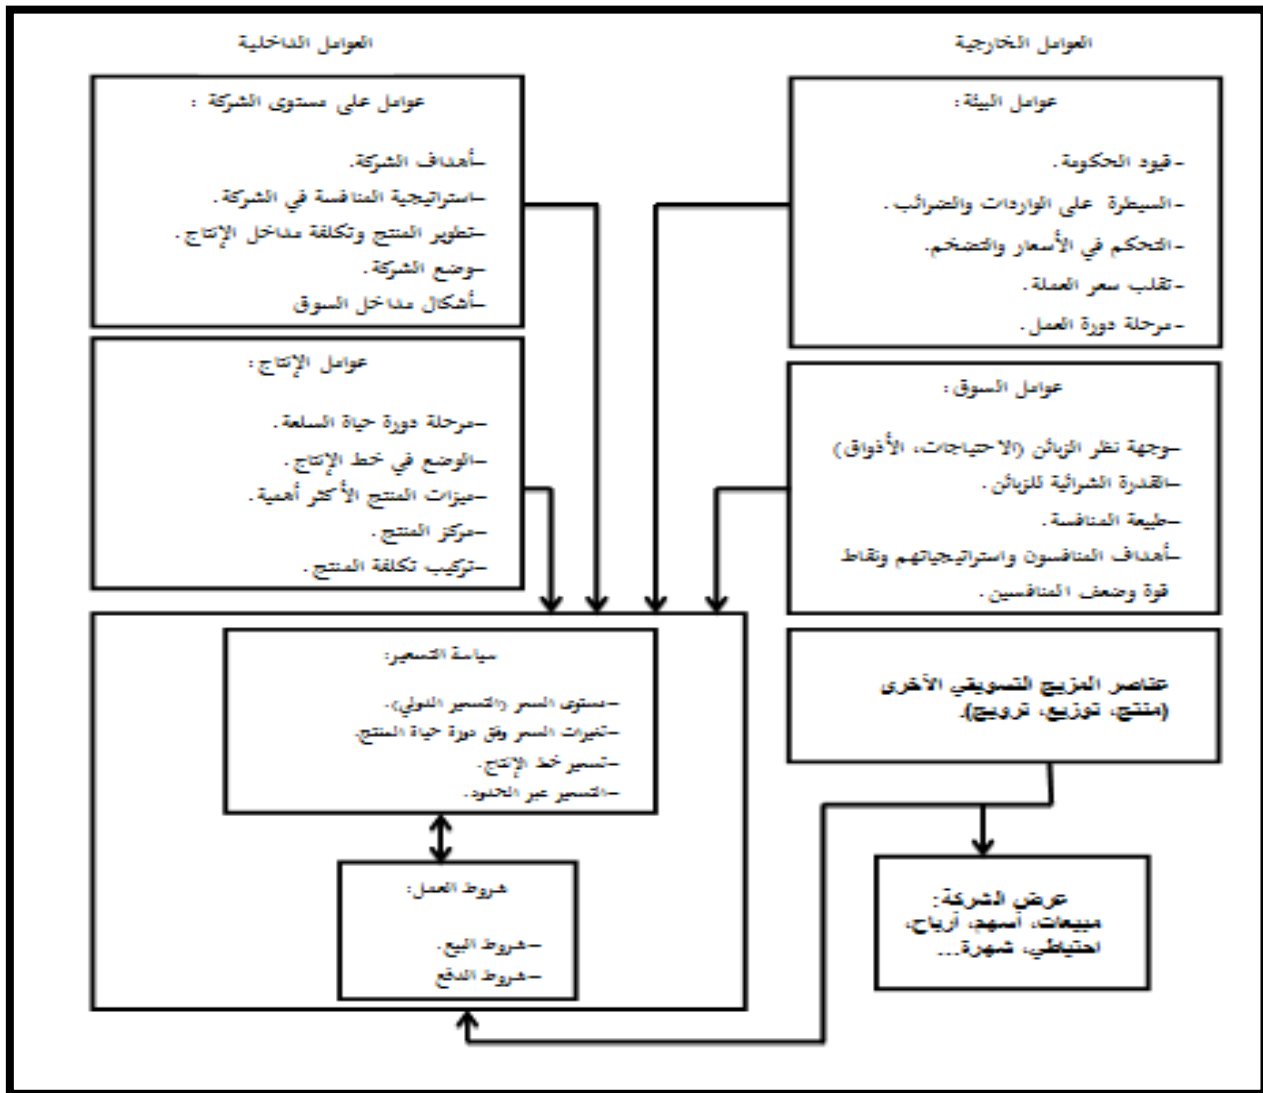 العوامل الخارجية
العوامل الداخلية
عوامل البيئة:
-قيود الحكومة.
-السيطرة على الواردات والضرائب.
-التحكم في الأسعار والتضخم.
-تقلب سعر العملة.
-مرحلة دورة العمل.
عوامل على مستوى الشركة :
-أهداف الشركة.
-استراتيجية المنافسة في الشركة.
-تطوير المنتج وتكلفة مداخل الإنتاج.
-وضع الشركة.
-أشكال مداخل السوق
عوامل السوق:
-وجهة نظر الزبائن (الاحتياجات، الأذواق)
-القدرة الشرائية للزبائن.
-طبيعة المنافسة.
-أهداف المنافسون واستراتيجياتهم ونقاط
قوة وضعف المنافسين.
عوامل الإنتاج:
-مرحلة دورة حياة السلعة.
-الوضع في خط الإنتاج.
-ميزات المنتج الأكثر أهمية.
-مركز المنتج.
-تركيب تكلفة المنتج.
عناصر المزيج التسويقي الأخرى
(منتج، توزيع، ترويج).
سياسة التسعير:
-مستوى السعر (التسعير الدولي).
-تغيرات السعر وفق دورة حياة المنتج.
-تسعير خط الإنتاج.
-التسعير عبر الحدود.
شروط العمل:
-شروط البيع.
-شروط الدفع
عرض الشركة:
مبيعات، أسهم، أرباح،
احتياطي، شهرة...